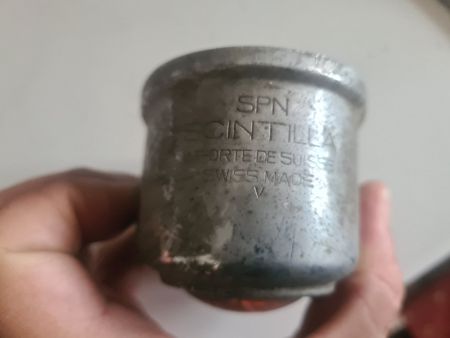 SPN
SCINTILLA
PORTE DE SUISSE
SWISS MADE
V